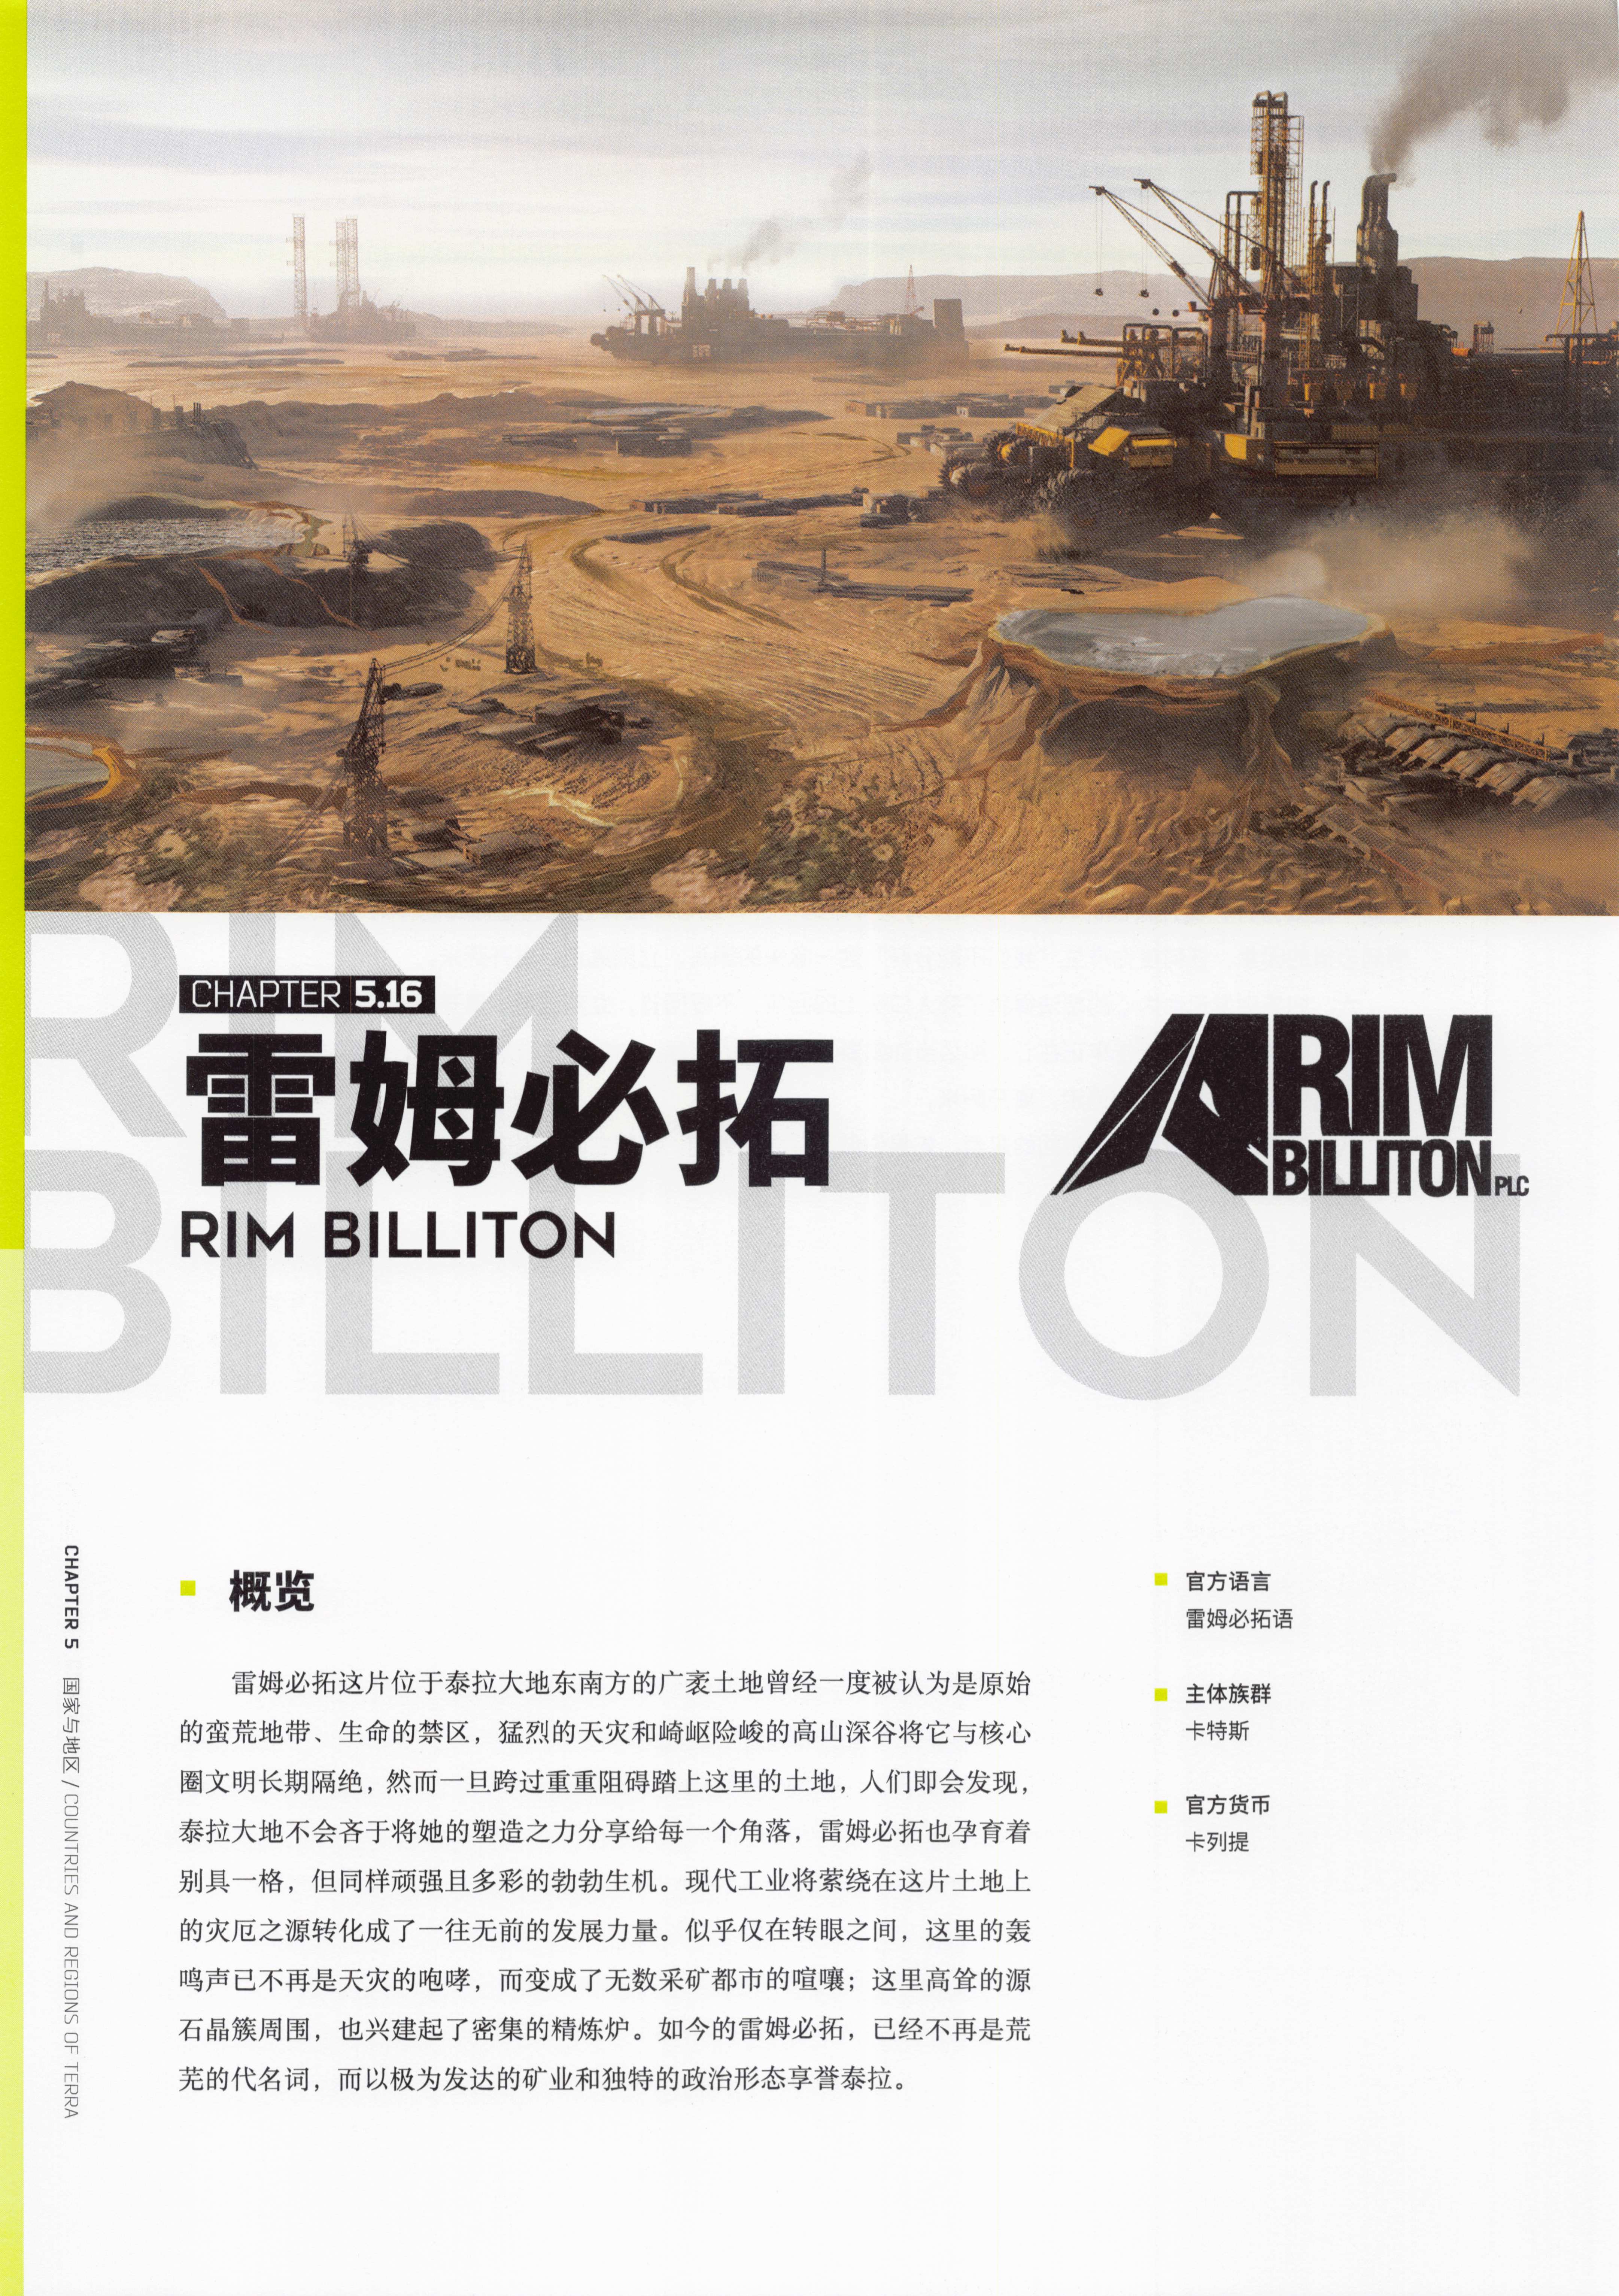 RIM
BILLITON
CHAPTER 5.16
雷姆必拓
RIM BILLITON
RIM
BILLITON PLC
概览
雷姆必拓这片位于泰拉大地东南方的广袤土地曾经一度被认为是原始
的蛮荒地带、生命的禁区，猛烈的天灾和崎岖险峻的高山深谷将它与核心
圈文明长期隔绝，然而一旦跨过重重阻碍踏上这里的土地，人们即会发现，
泰拉大地不会吝于将她的塑造之力分享给每一个角落，雷姆必拓也孕育着
别具一格，但同样顽强且多彩的勃勃生机。现代工业将萦绕在这片土地上
的灾厄之源转化成了一往无前的发展力量。似乎仅在转眼之间，这里的轰
鸣声已不再是天灾的咆哮，而变成了无数采矿都市的喧嚷；这里高耸的源
石晶簇周围，也兴建起了密集的精炼炉。如今的雷姆必拓，已经不再是荒
芜的代名词，而以极为发达的矿业和独特的政治形态享誉泰拉。
官方语言
雷姆必拓语
主体族群
卡特斯
官方货币
卡列提
CHAPTER 5 国家与地区 / COUNTRIES AND REGIONS OF TERRA